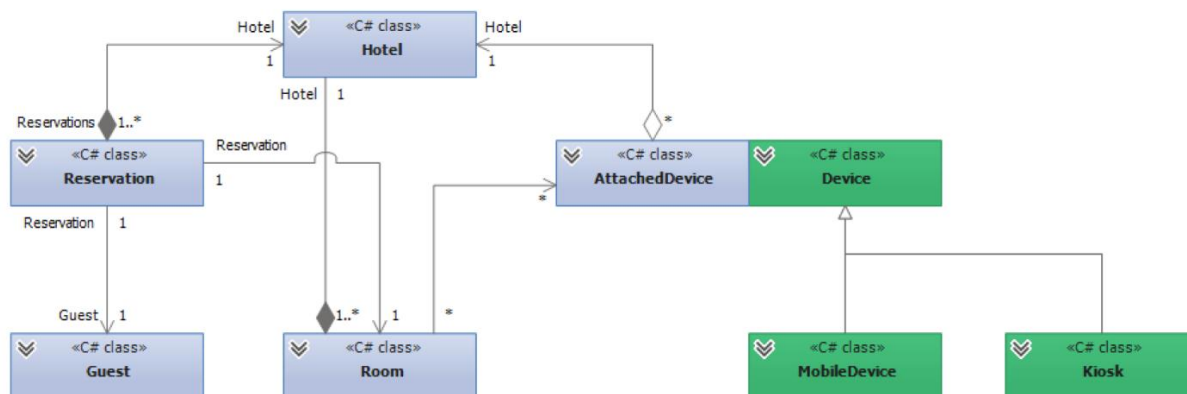 Hotel
«C# class»
Hotel
Hotel
1
1
Hotel
1
Reservations
1..*
*
«C# class»
Reservation
Reservation
1
«C# class»
AttachedDevice
«C# class»
Device
*
Reservation
1
Guest
1
1..*
1
*
«C# class»
Guest
«C# class»
Room
«C# class»
MobileDevice
«C# class»
Kiosk